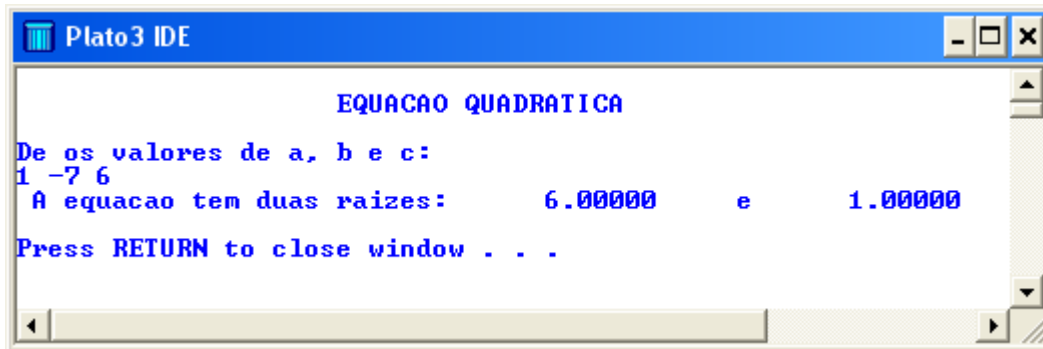 Plato3 IDE
EQUACAO QUADRATICA
De os valores de a, b e c:
1 -7 6
A equacao tem duas raizes: 6.00000 e 1.00000
Press RETURN to close window . . .